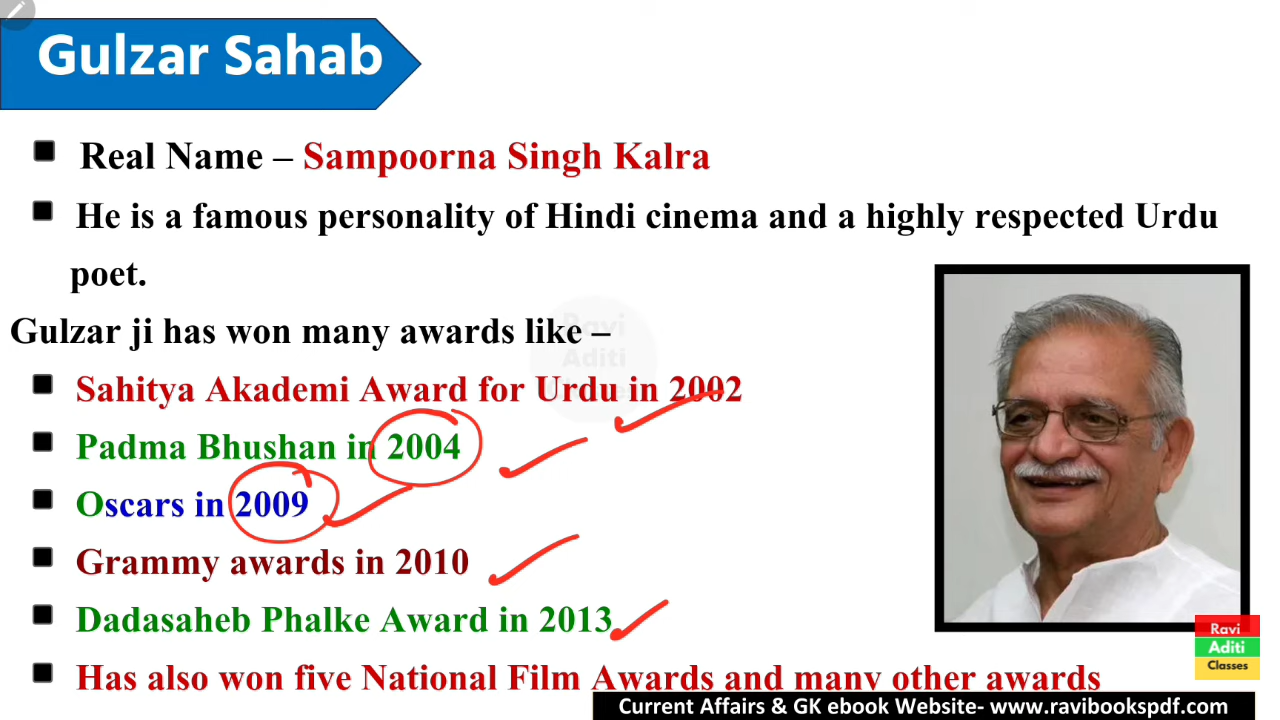 Gulzar Sahab
Real Name – Sampoorna Singh Kalra
He is a famous personality of Hindi cinema and a highly respected Urdu
poet.
Gulzar ji has won many awards like –
Sahitya Akademi Award for Urdu in 2002
Padma Bhushan in 2004
Oscars in 2009
Grammy awards in 2010
Dadasaheb Phalke Award in 2013
Has also won five National Film Awards and many other awards
Ravi
Aditi
Ravi
Aditi
Classes
Current Affairs & GK ebook Website- www.ravibookspdf.com